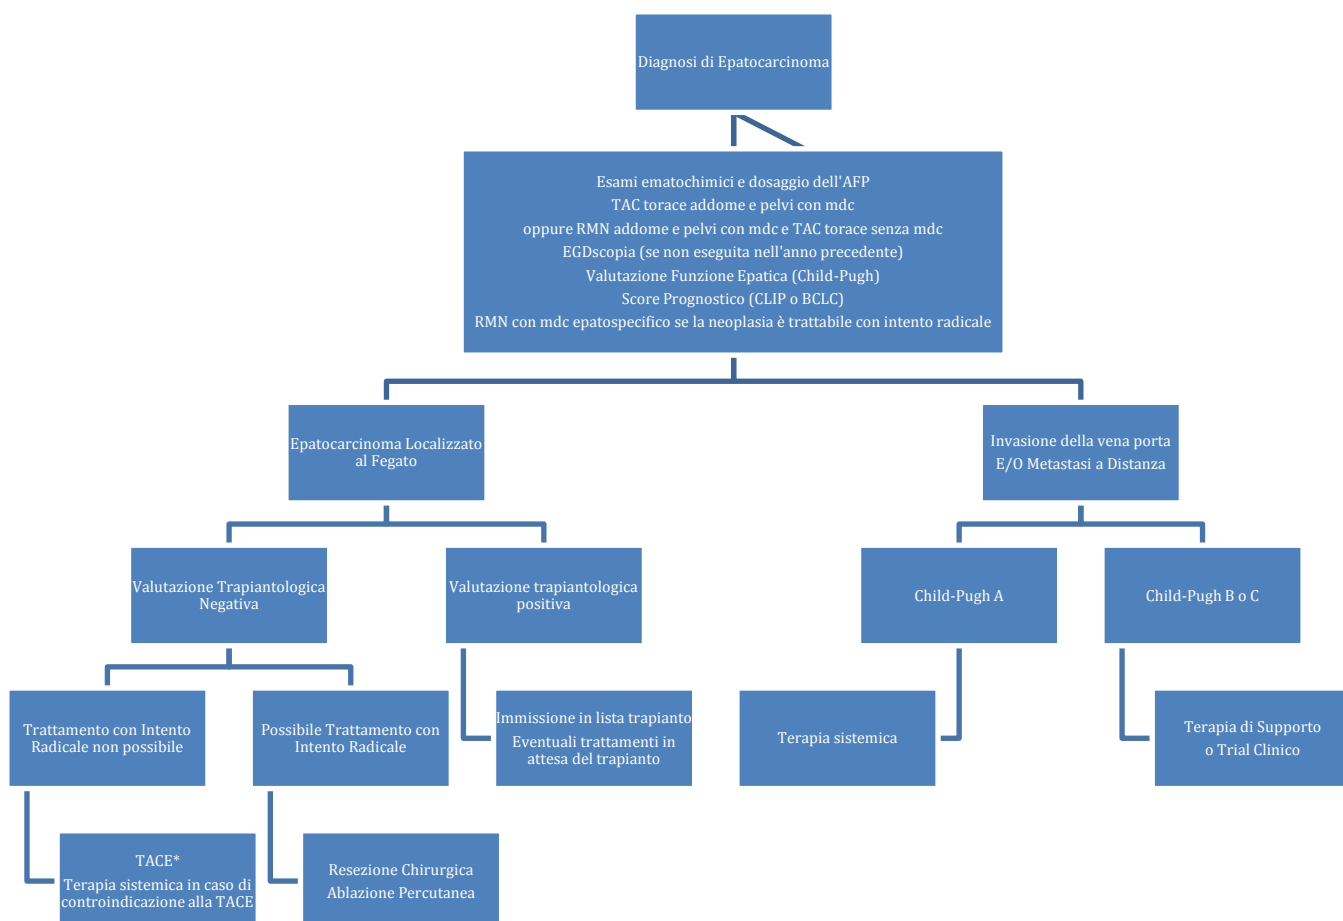 Diagnosi di Epatocarcinoma
Esami ematochimici e dosaggio dell'AFP
TAC torace addome e pelvi con mdc
oppure RMN addome e pelvi con mdc e TAC torace senza mdc
EGDscopia (se non eseguita nell'anno precedente)
Valutazione Funzione Epatica (Child-Pugh)
Score Prognostico (CLIP o BCLC)
RMN con mdc epatospecifico se la neoplasia è trattabile con intento radicale
Epatocarcinoma Localizzato
al Fegato
Invasione della vena porta
E/O Metastasi a Distanza
Valutazione Trapiantologica
Negativa
Valutazione trapiantologica
positiva
Child-Pugh A
Child-Pugh B o C
Trattamento con Intento
Radicale non possibile
Possibile Trattamento con
Intento Radicale
Immissione in lista trapianto
Eventuali trattamenti in
attesa del trapianto
Terapia sistemica
Terapia di Supporto
o Trial Clinico
TACE*
Terapia sistemica in caso di
controindicazione alla TACE
Resezione Chirurgica
Ablazione Percutanea